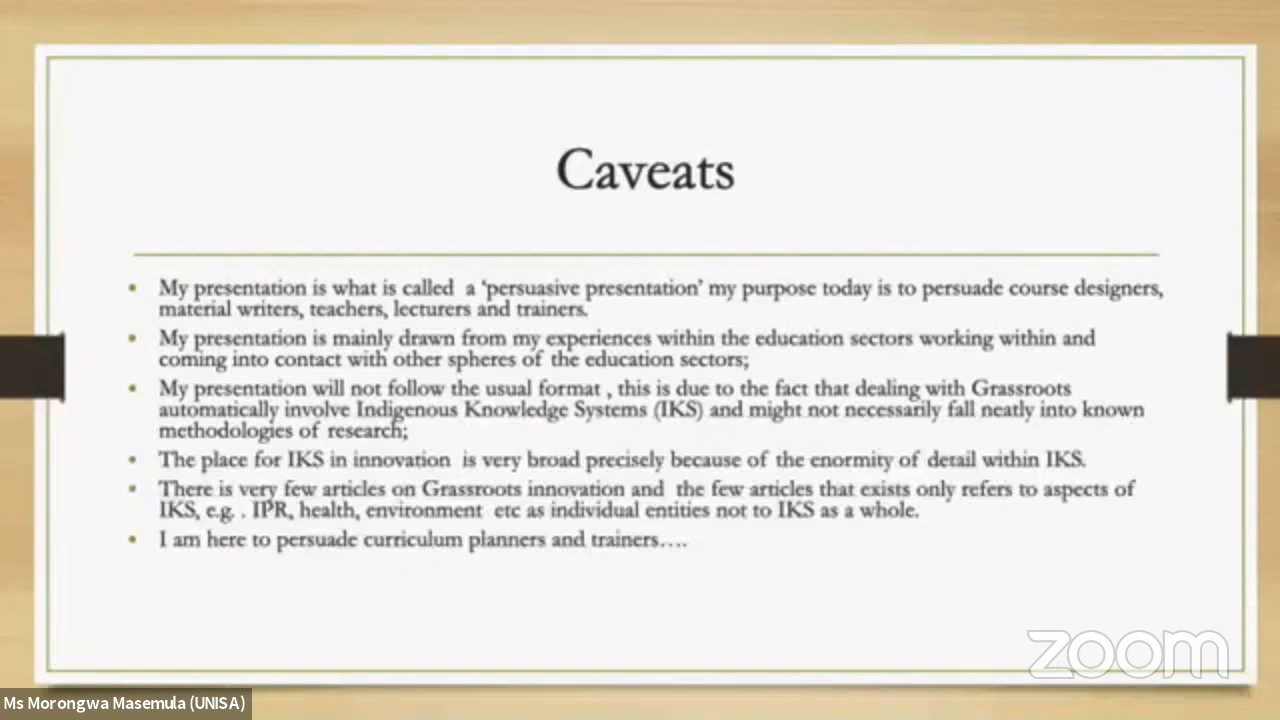 Caveats
• My presentation is what is called a ‘persuasive presentation’ my purpose today is to persuade course designers,
material writers, teachers, lecturers and trainers.
• My presentation is mainly drawn from my experiences within the education sectors working within and
coming into contact with other spheres of the education sectors;
• My presentation will not follow the usual format , this is due to the fact that dealing with Grassroots
automatically involve Indigenous Knowledge Systems (IKS) and might not necessarily fall neatly into known
methodologies of research;
• The place for IKS in innovation is very broad precisely because of the enormity of detail within IKS.
• There is very few articles on Grassroots innovation and the few articles that exists only refers to aspects of
IKS, e.g. . IPR, health, environment etc as individual entities not to IKS as a whole.
• I am here to persuade curriculum planners and trainers….
zoom
Ms Morongwa Masemula (UNISA)